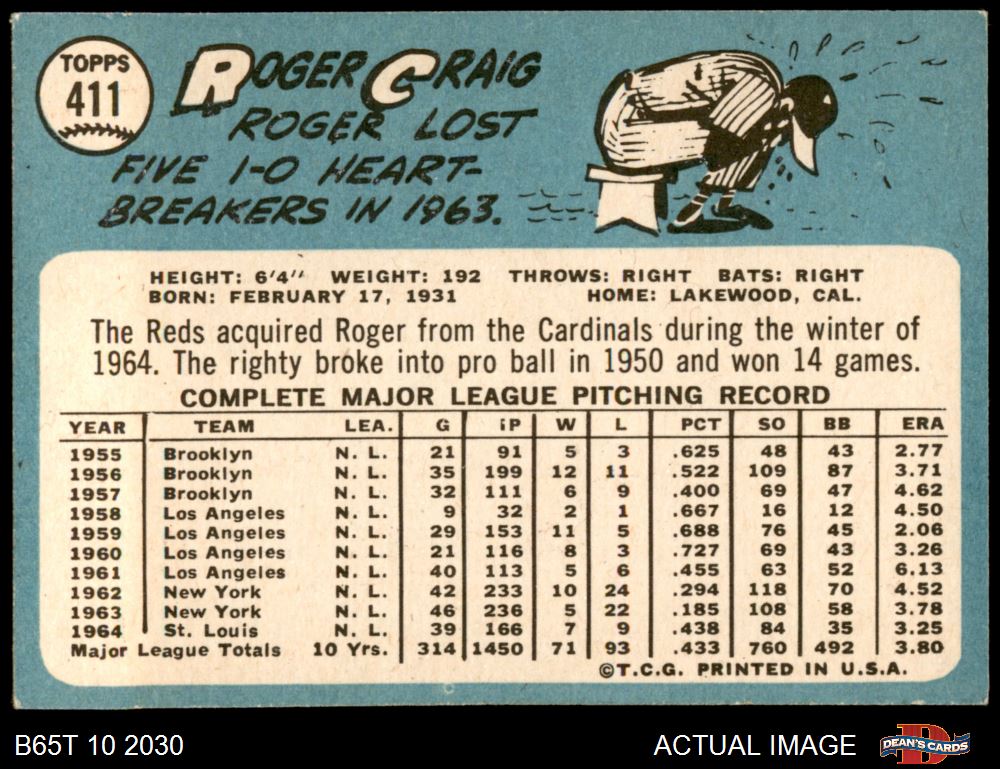 TOPPS
411
ROGER CRAIG
ROGER LOST
FIVE 1-0 HEART-
BREAKERS IN 1963.
HEIGHT: 6'4" WEIGHT: 192 THROWS: RIGHT BATS: RIGHT
BORN: FEBRUARY 17, 1931 HOME: LAKEWOOD, CAL.
The Reds acquired Roger from the Cardinals during the winter of
1964. The righty broke into pro ball in 1950 and won 14 games.
COMPLETE MAJOR LEAGUE PITCHING RECORD
YEAR TEAM LEA. G IP W L PCT SO BB ERA
1955 Brooklyn N. L. 21 91 5 3 .625 48 43 2.77
1956 Brooklyn N. L. 35 199 12 11 .522 109 87 3.71
1957 Brooklyn N. L. 32 111 6 9 .400 69 47 4.62
1958 Los Angeles N. L. 9 32 2 1 .667 16 12 4.50
1959 Los Angeles N. L. 29 153 11 5 .688 76 45 2.06
1960 Los Angeles N. L. 21 116 8 3 .727 69 43 3.26
1961 Los Angeles N. L. 40 113 5 6 .455 63 52 6.13
1962 New York N. L. 42 233 10 24 .294 118 70 4.52
1963 New York N. L. 46 236 5 22 .185 108 58 3.78
1964 St. Louis N. L. 39 166 7 9 .438 84 35 3.25
Major League Totals 10 Yrs. 314 1450 71 93 .433 760 492 3.80
©T.C.G. PRINTED IN U.S.A.
B65T 10 2030 ACTUAL IMAGE DEAN'S CARDS